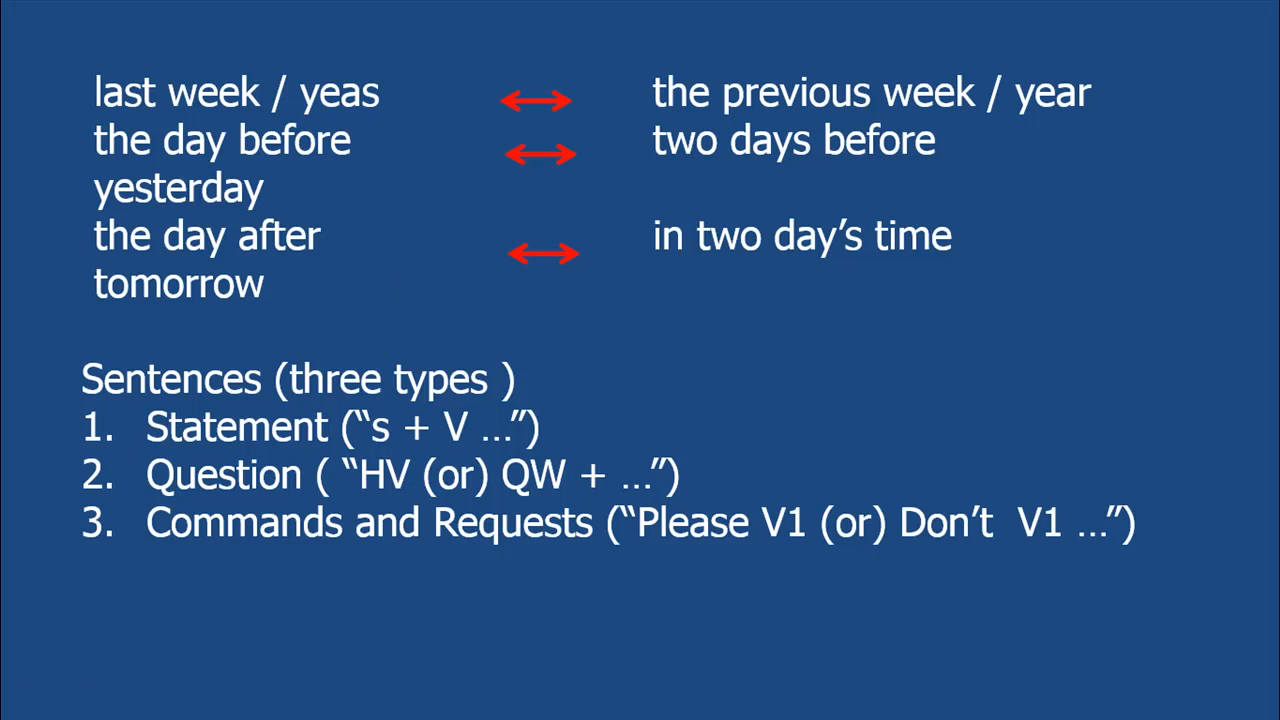 last week / yeas the previous week / year
the day before two days before
yesterday
the day after in two day’s time
tomorrow
Sentences (three types )
1. Statement (“s + V …”)
2. Question ( “HV (or) QW + …”)
3. Commands and Requests (“Please V1 (or) Don’t V1 …”)